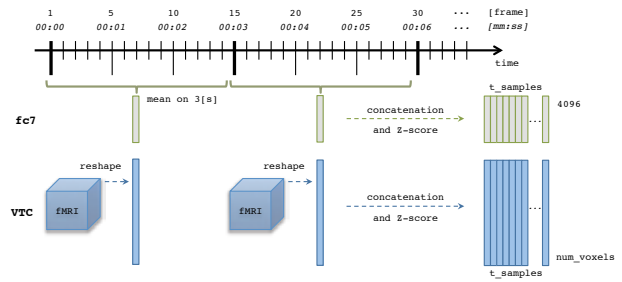 1 5 10 15 20 25 30 ... [frame]
00:00 00:01 00:02 00:03 00:04 00:05 00:06 ... [mm:ss]
time
mean on 3[s]
t_samples
fc7
concatenation
and Z-score
...
4096
reshape
reshape
VTC
fMRI
fMRI
concatenation
and Z-score
...
num_voxels
t_samples